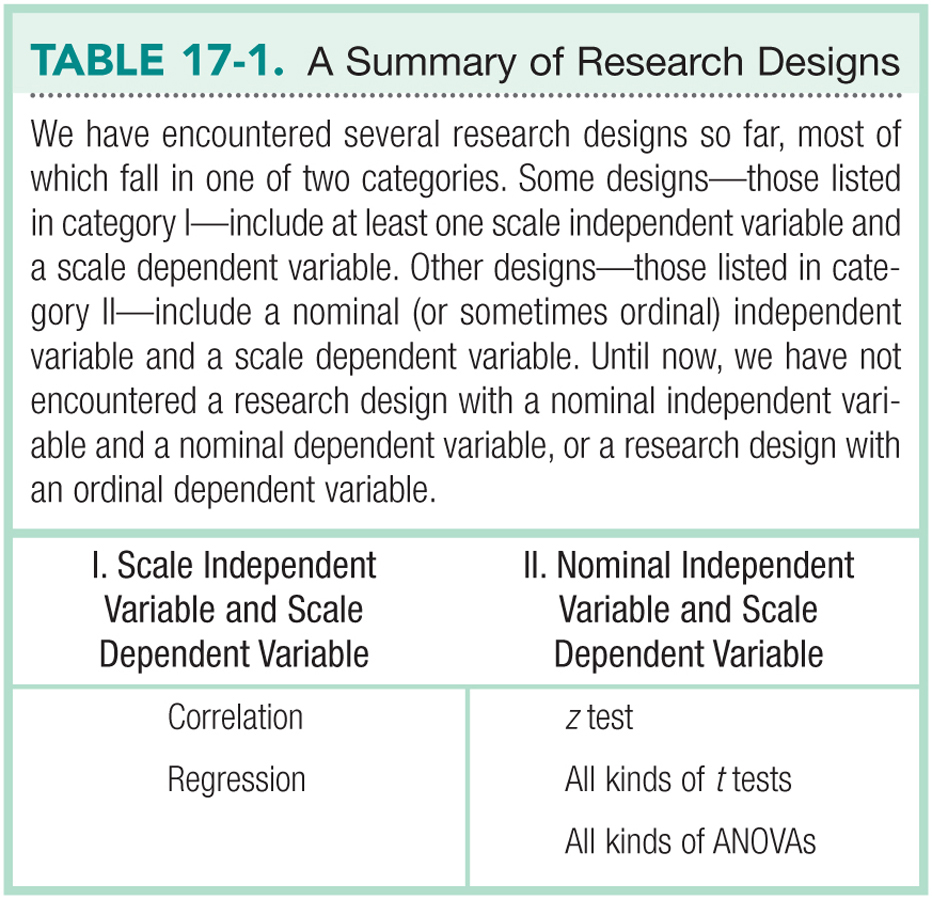 TABLE 17-1. A Summary of Research Designs
We have encountered several research designs so far, most of
which fall in one of two categories. Some designs—those listed
in category I—include at least one scale independent variable and
a scale dependent variable. Other designs—those listed in cate-
gory II—include a nominal (or sometimes ordinal) independent
variable and a scale dependent variable. Until now, we have not
encountered a research design with a nominal independent vari-
able and a nominal dependent variable, or a research design with
an ordinal dependent variable.
I. Scale Independent
Variable and Scale
Dependent Variable
II. Nominal Independent
Variable and Scale
Dependent Variable
Correlation
z test
Regression
All kinds of t tests
All kinds of ANOVAs